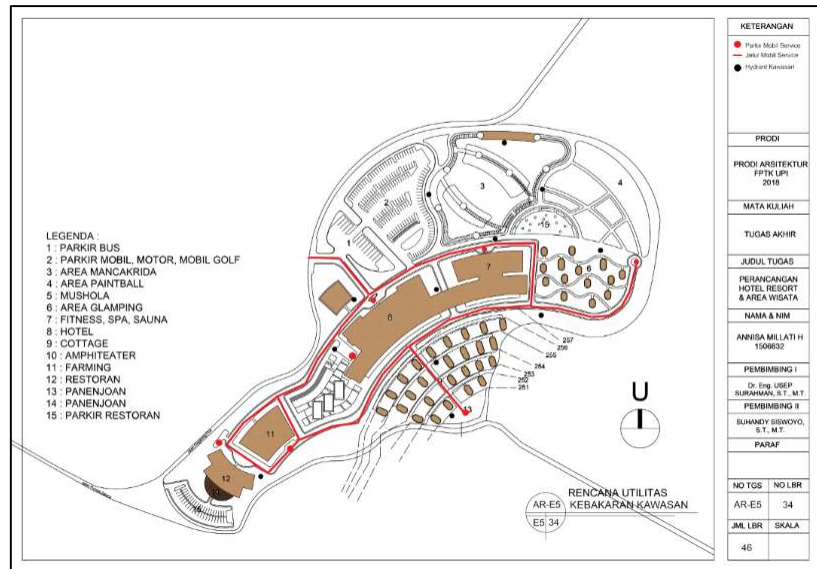 LEGENDA :
1 : PARKIR BUS
2 : PARKIR MOBIL, MOTOR, MOBIL GOLF
3 : AREA MANCAKRIDA
4 : AREA PAINTBALL
5 : MUSHOLA
6 : AREA GLAMPING
7 : FITNESS, SPA, SAUNA
8 : HOTEL
9 : COTTAGE
10 : AMPHITEATER
11 : FARMING
12 : RESTORAN
13 : PANENJOAN
14 : PANENJOAN
15 : PARKIR RESTORAN
1
2
3
4
15
6
7
8
11
12
13
257
256
255
254
253
252
251
U
AR-E5
E5 34
RENCANA UTILITAS
KEBAKARAN KAWASAN
KETERANGAN
Parkir Mobil Service
Jalur Mobil Service
Hydrant Kawasan
PRODI
PRODI ARSITEKTUR
FPTK UPI
2018
MATA KULIAH
TUGAS AKHIR
JUDUL TUGAS
PERANCANGAN
HOTEL RESORT
& AREA WISATA
NAMA & NIM
ANNISA MILLATI H
1506632
PEMBIMBING I
Dr. Eng. USEP
SURAHMAN, S.T., M.T.
PEMBIMBING II
SUHANDY SISWOYO,
S.T., M.T.
PARAF
NO TGS NO LBR
AR-E5 34
JML LBR SKALA
46